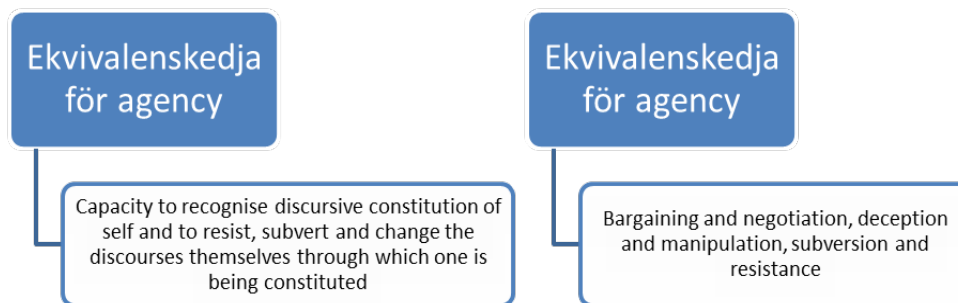 Ekvivalenskedja
för agency
Capacity to recognise discursive constitution of
self and to resist, subvert and change the
discourses themselves through which one is
being constituted
Ekvivalenskedja
för agency
Bargaining and negotiation, deception
and manipulation, subversion and
resistance